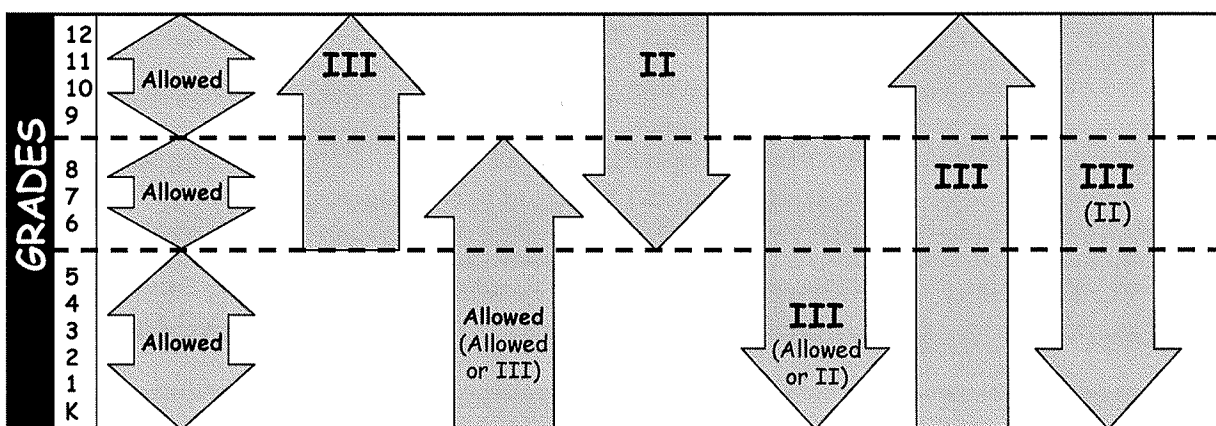 GRADES
12
11
10
9
8
7
6
5
4
3
2
1
K
Allowed
Allowed
Allowed
III
Allowed
(Allowed
or III)
II
III
(Allowed
or II)
III
III
(II)